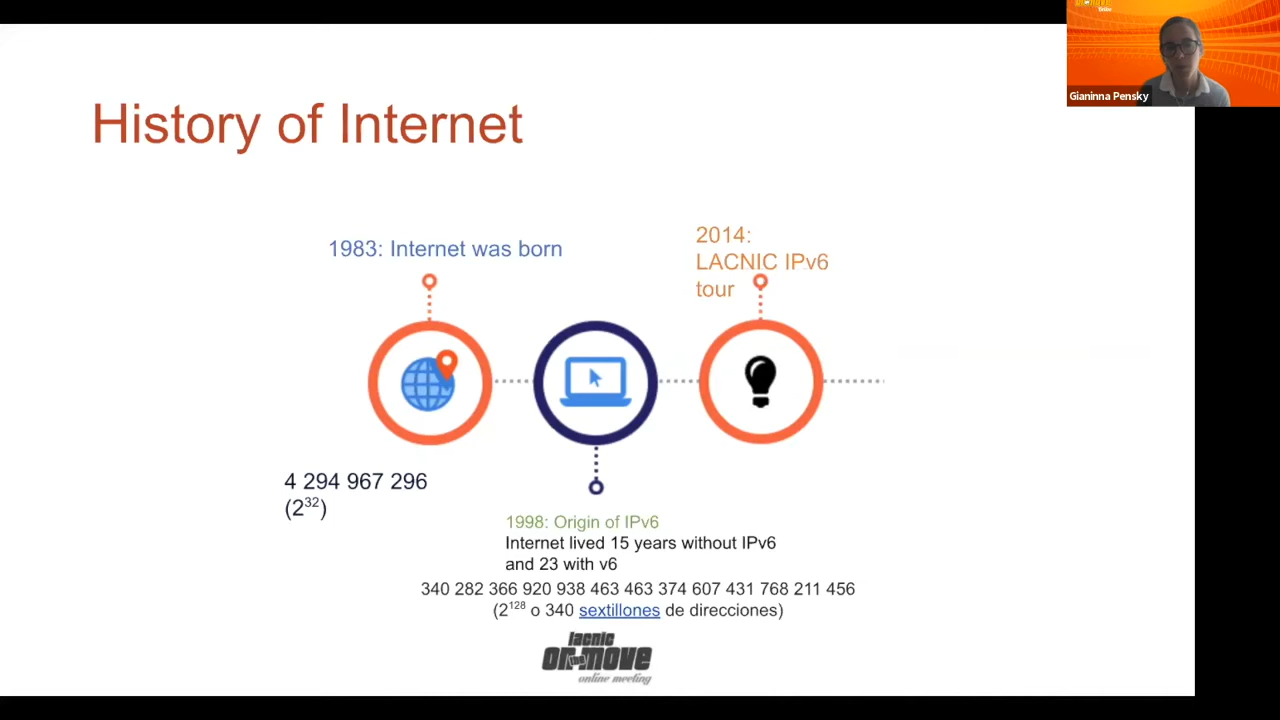 on-move
Gianinna Pensky
History of Internet
1983: Internet was born
2014:
LACNIC IPv6
tour
4 294 967 296
(2³²)
1998: Origin of IPv6
Internet lived 15 years without IPv6
and 23 with v6
340 282 366 920 938 463 463 374 607 431 768 211 456
(2¹²⁸ o 340 sextillones de direcciones)
lacnic
on-move
online meeting